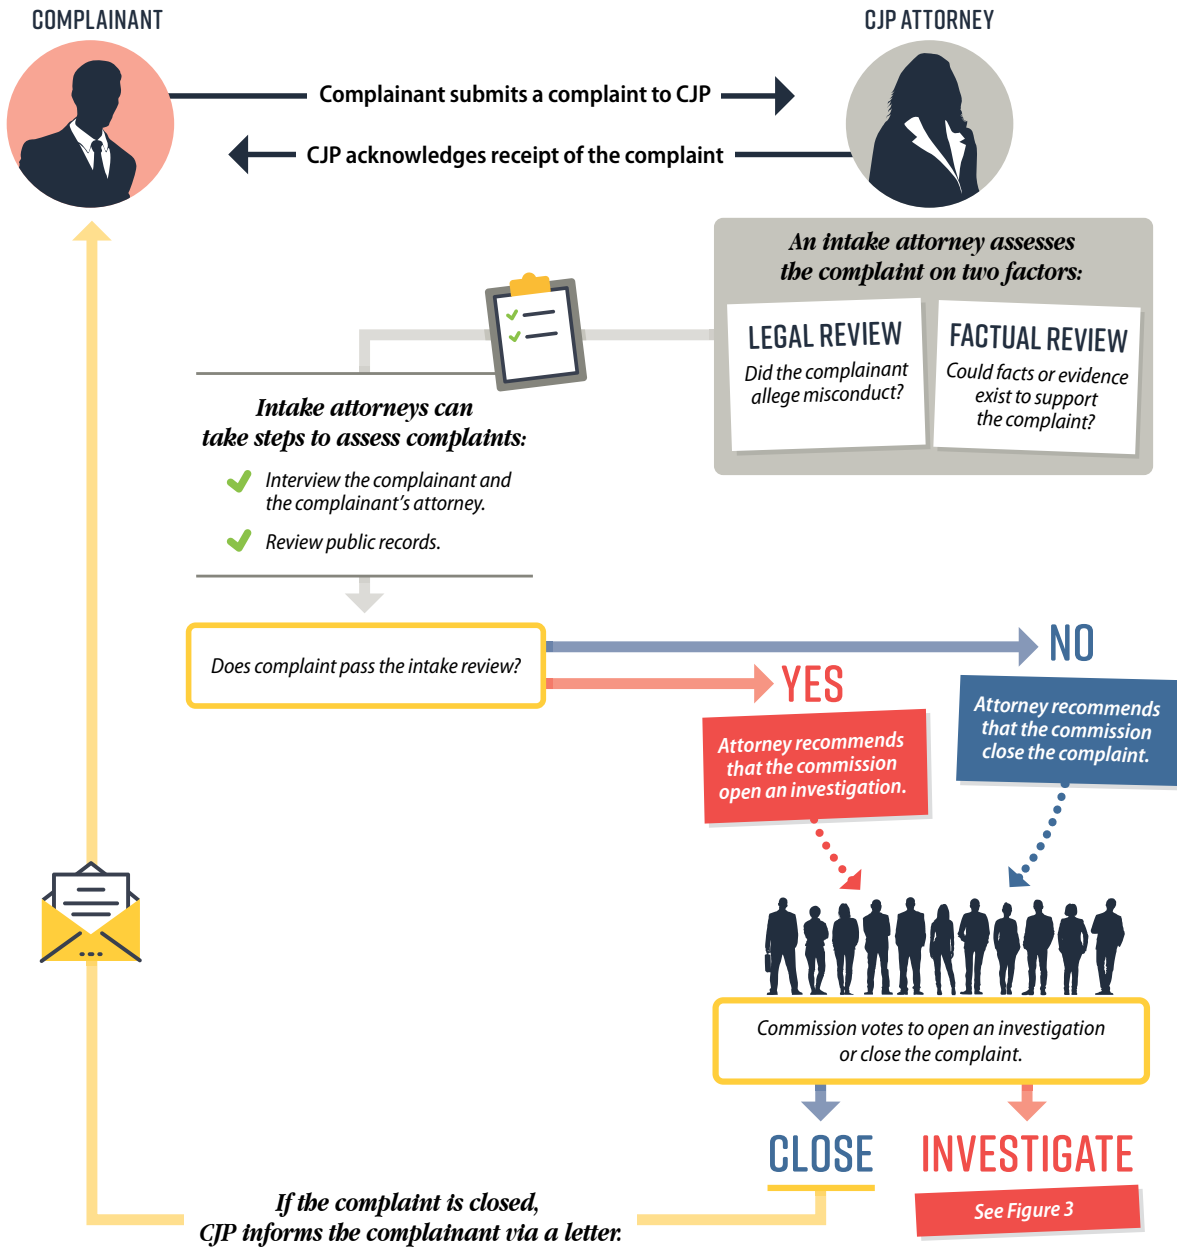 COMPLAINANT
CJP ATTORNEY
Complainant submits a complaint to CJP
CJP acknowledges receipt of the complaint
An intake attorney assesses
the complaint on two factors:
LEGAL REVIEW
Did the complainant
allege misconduct?
FACTUAL REVIEW
Could facts or evidence
exist to support
the complaint?
Intake attorneys can
take steps to assess complaints:
Interview the complainant and
the complainant’s attorney.
Review public records.
Does complaint pass the intake review?
NO
YES
Attorney recommends
that the commission
close the complaint.
Attorney recommends
that the commission
open an investigation.
Commission votes to open an investigation
or close the complaint.
CLOSE
INVESTIGATE
See Figure 3
If the complaint is closed,
CJP informs the complainant via a letter.